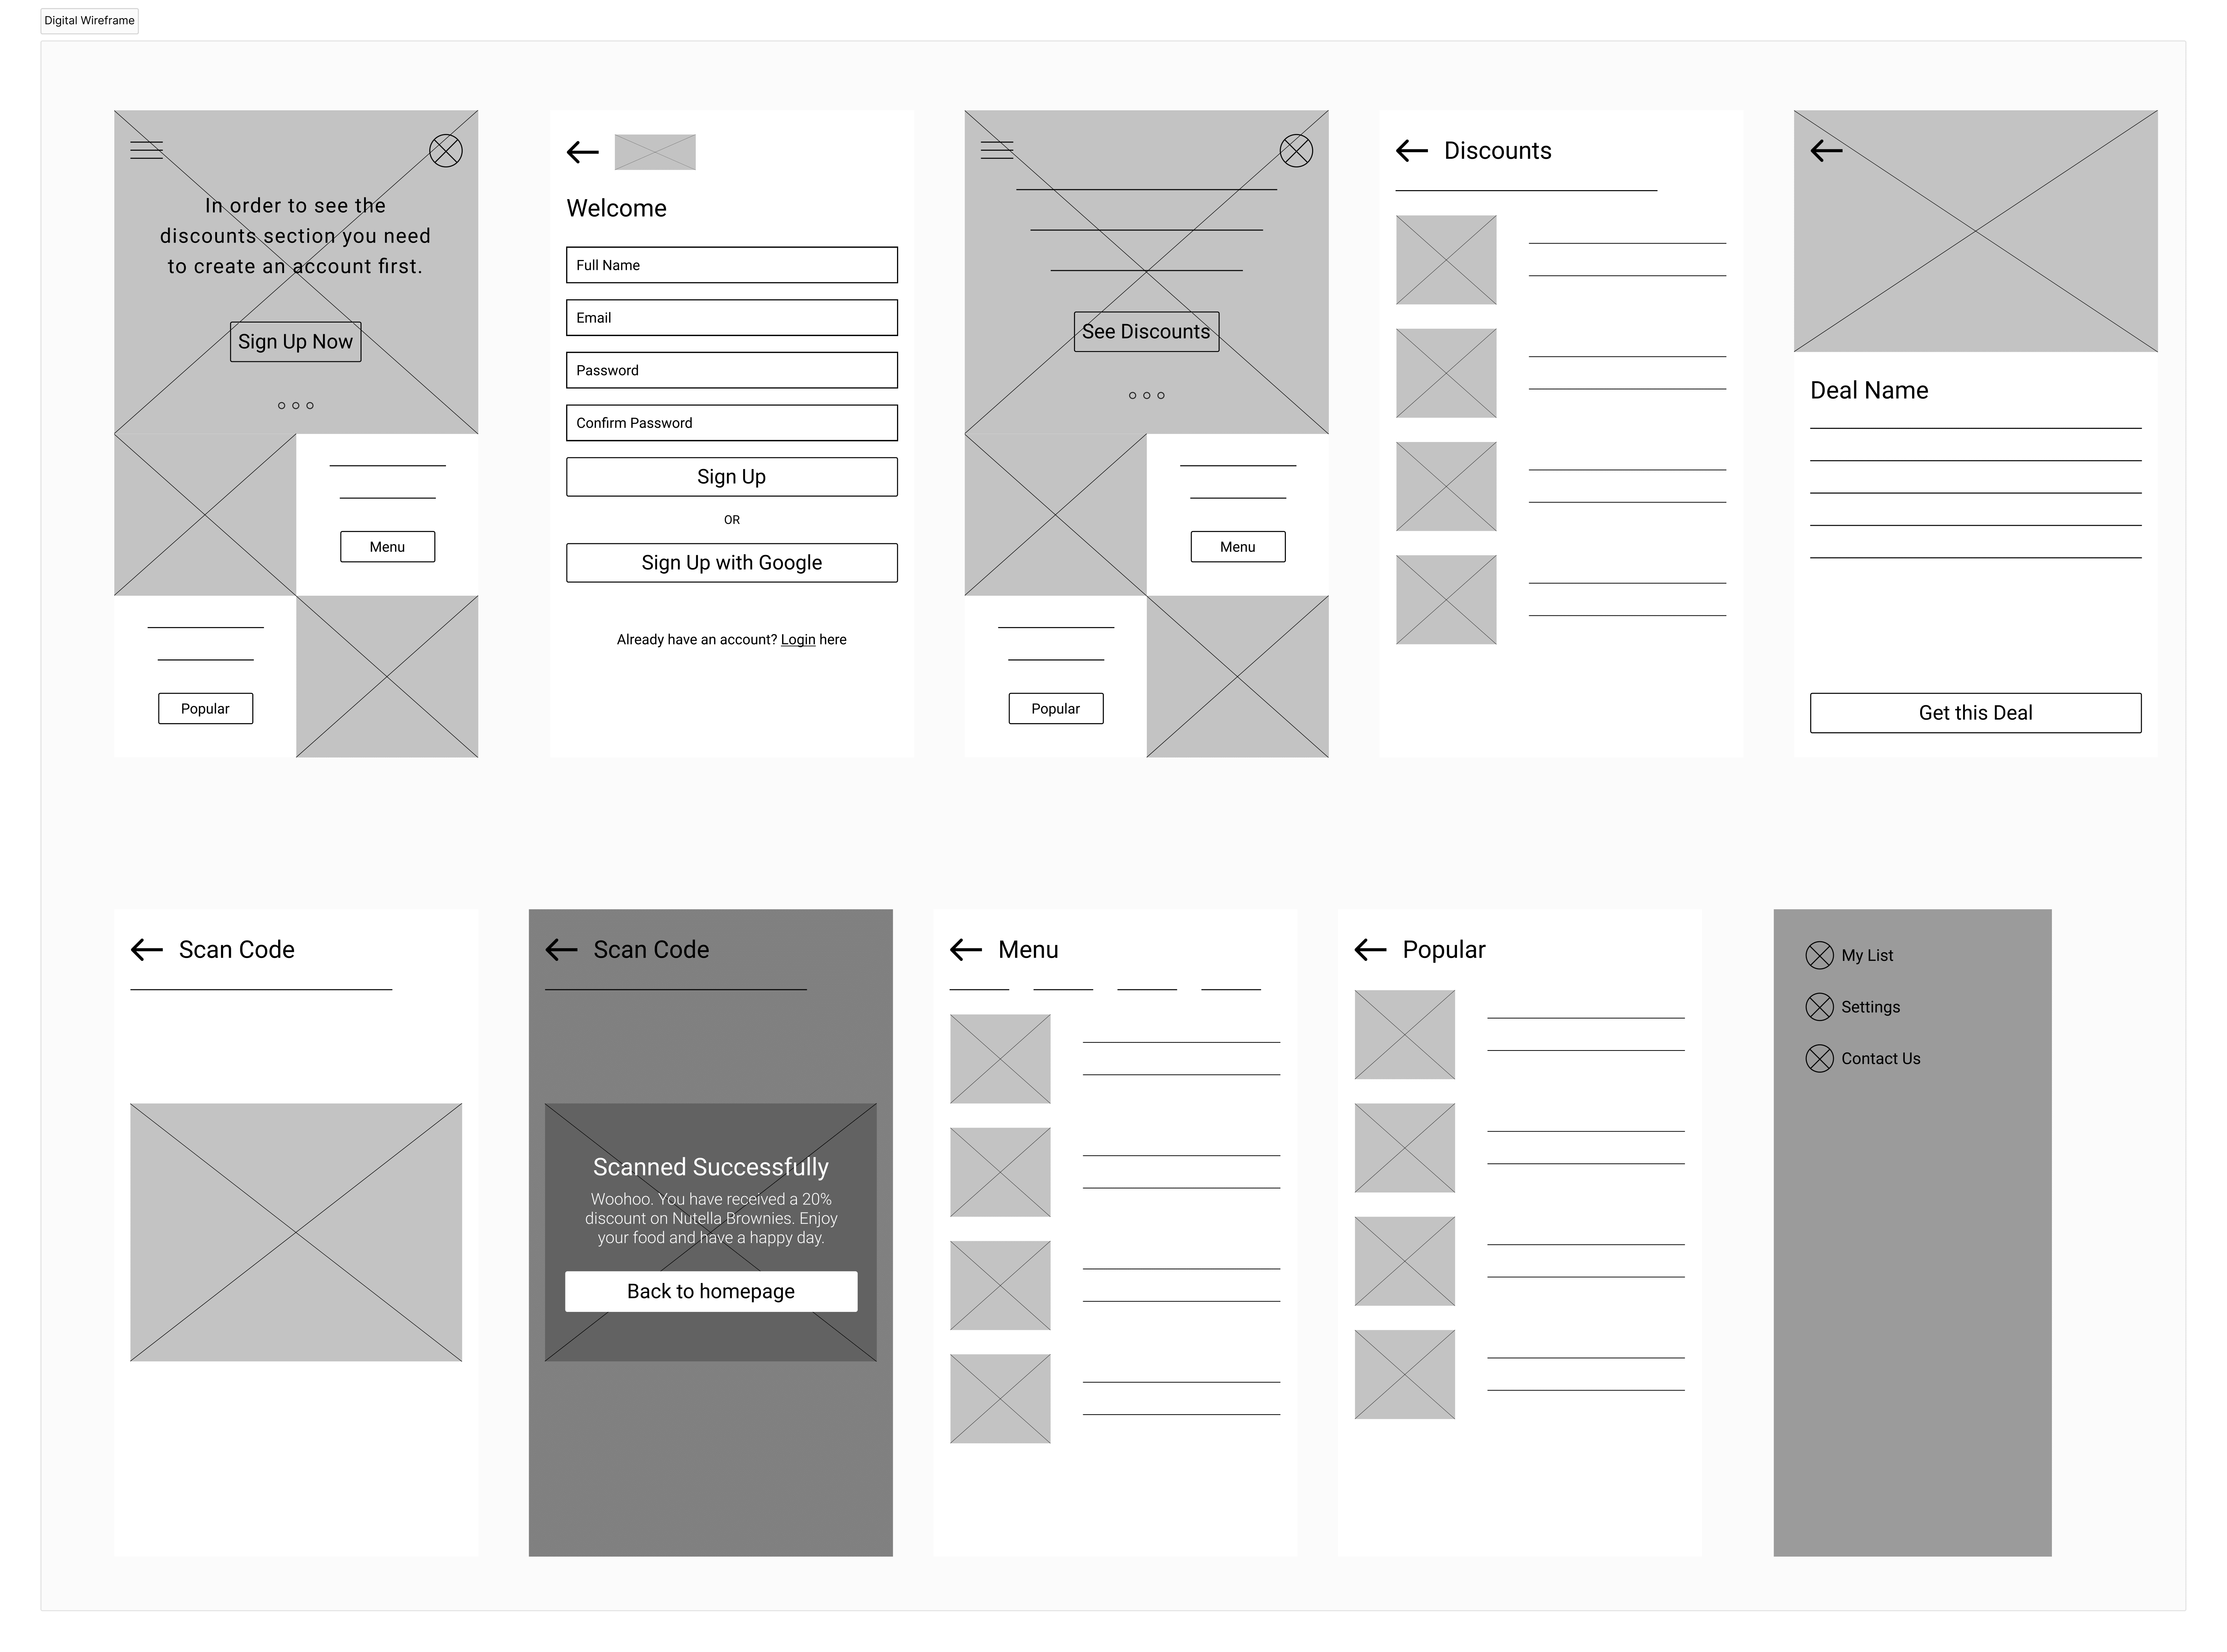 Digital Wireframe
In order to see the
discounts section you need
to create an account first.
Sign Up Now
Menu
Popular
Welcome
Full Name
Email
Password
Confirm Password
Sign Up
OR
Sign Up with Google
Already have an account? Login here
See Discounts
Menu
Popular
Discounts
Deal Name
Get this Deal
Scan Code
Scan Code
Scanned Successfully
Woohoo. You have received a 20%
discount on Nutella Brownies. Enjoy
your food and have a happy day.
Back to homepage
Menu
Popular
My List
Settings
Contact Us